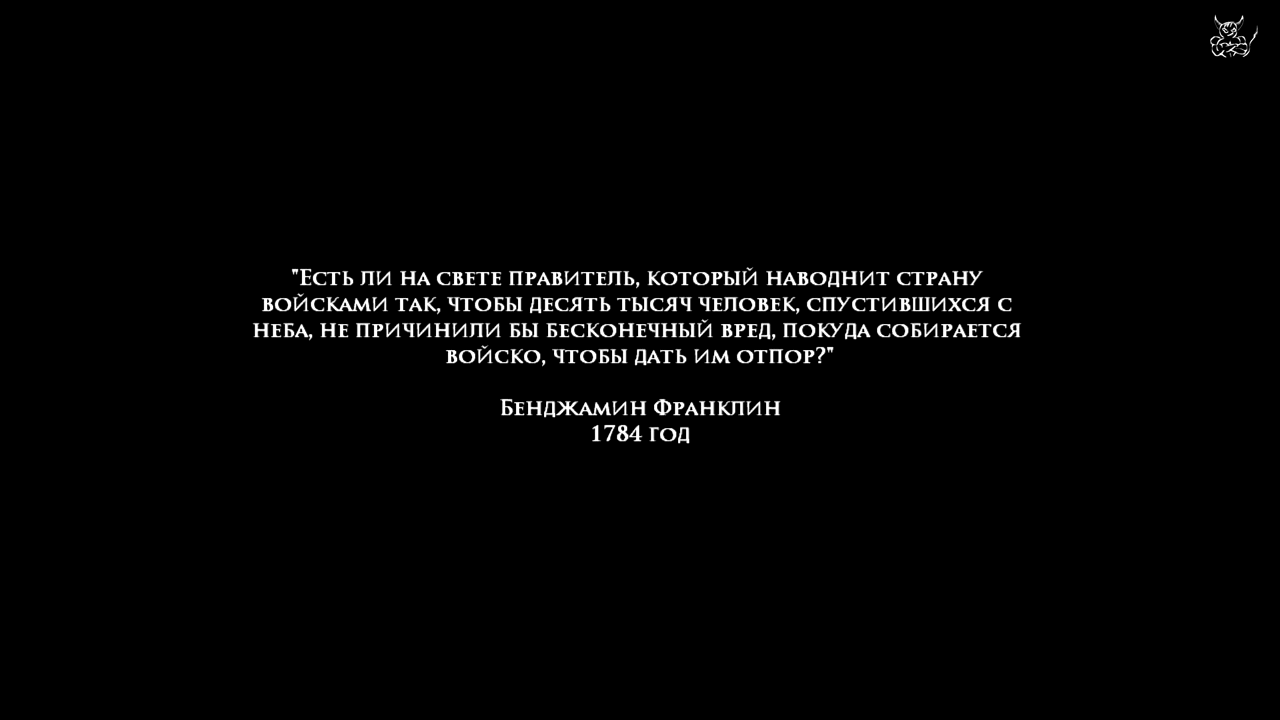 "Есть ли на свете правитель, который наводнит страну
войсками так, чтобы десять тысяч человек, спустившихся с
неба, не причинили бы бесконечный вред, покуда собирается
войско, чтобы дать им отпор?"
Бенджамин Франклин
1784 год